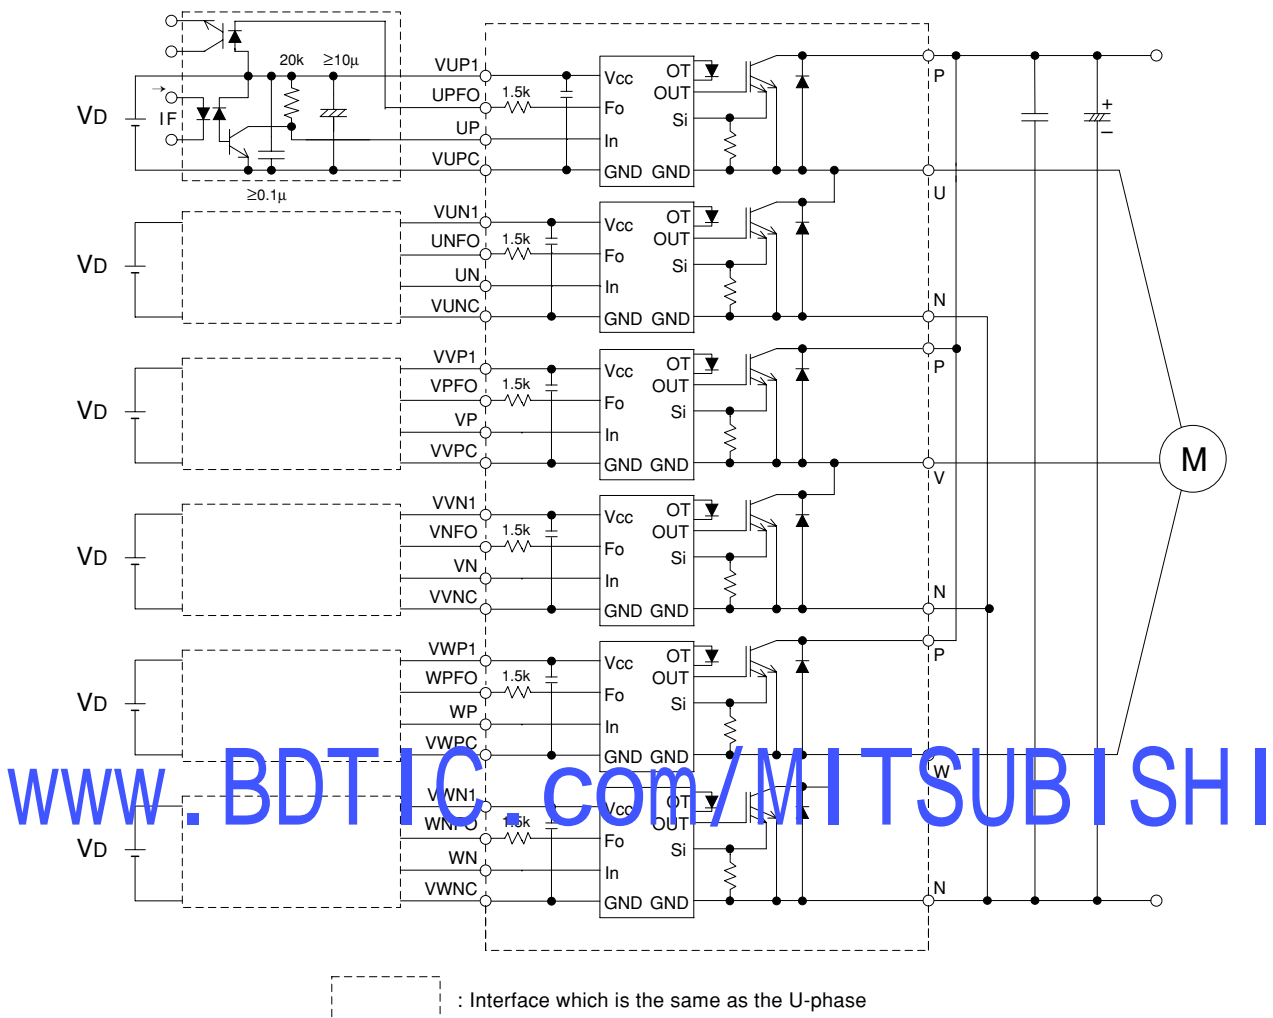 20k
≥10μ
VUP1
UPFO
UP
VUPC
VD
→
IF
≥0.1μ
1.5k
Vcc
Fo
In
GND GND
OT
OUT
Si
P
U
+
–
VD
VUN1
UNFO
UN
VUNC
1.5k
Vcc
Fo
In
GND GND
OT
OUT
Si
N
VD
VVP1
VPFO
VP
VVPC
1.5k
Vcc
Fo
In
GND GND
OT
OUT
Si
P
V
M
VD
VVN1
VNFO
VN
VVNC
1.5k
Vcc
Fo
In
GND GND
OT
OUT
Si
N
VD
VWP1
WPFO
WP
VWPC
1.5k
Vcc
Fo
In
GND GND
OT
OUT
Si
P
W
www.BDTIC.com/MITSUBISHI
VD
VWN1
WNFO
WN
VWNC
1.5k
Vcc
Fo
In
GND GND
OT
OUT
Si
N
: Interface which is the same as the U-phase